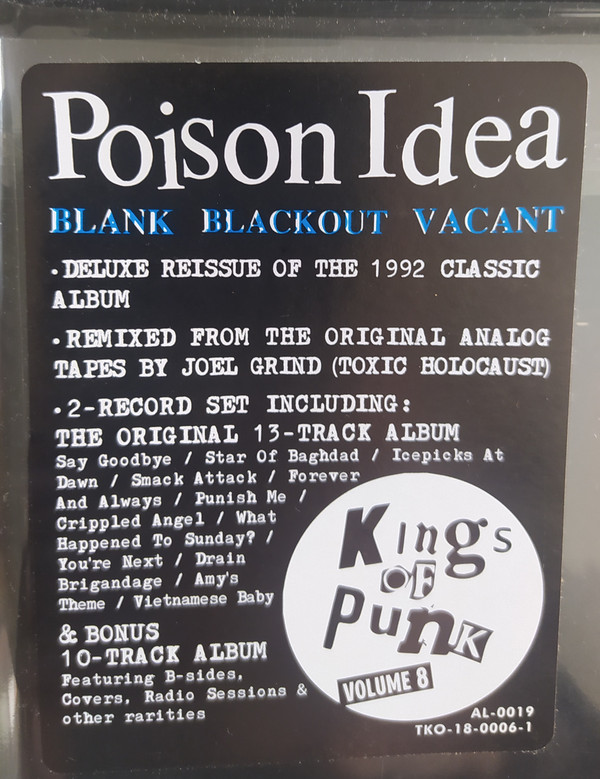 Poison Idea
BLANK BLACKOUT VACANT
•DELUXE REISSUE OF THE 1992 CLASSIC
ALBUM
•REMIXED FROM THE ORIGINAL ANALOG
TAPES BY JOEL GRIND (TOXIC HOLOCAUST)
•2-RECORD SET INCLUDING:
THE ORIGINAL 13-TRACK ALBUM
Say Goodbye / Star Of Baghdad / Icepicks At
Dawn / Smack Attack / Forever
And Always / Punish Me /
Crippled Angel / What
Happened To Sunday? /
You're Next / Drain
Brigandage / Amy's
Theme / Vietnamese Baby
& BONUS
10-TRACK ALBUM
Featuring B-sides,
Covers, Radio Sessions &
other rarities
Kings
OF
punk
VOLUME 8
AL-0019
TKO-18-0006-1